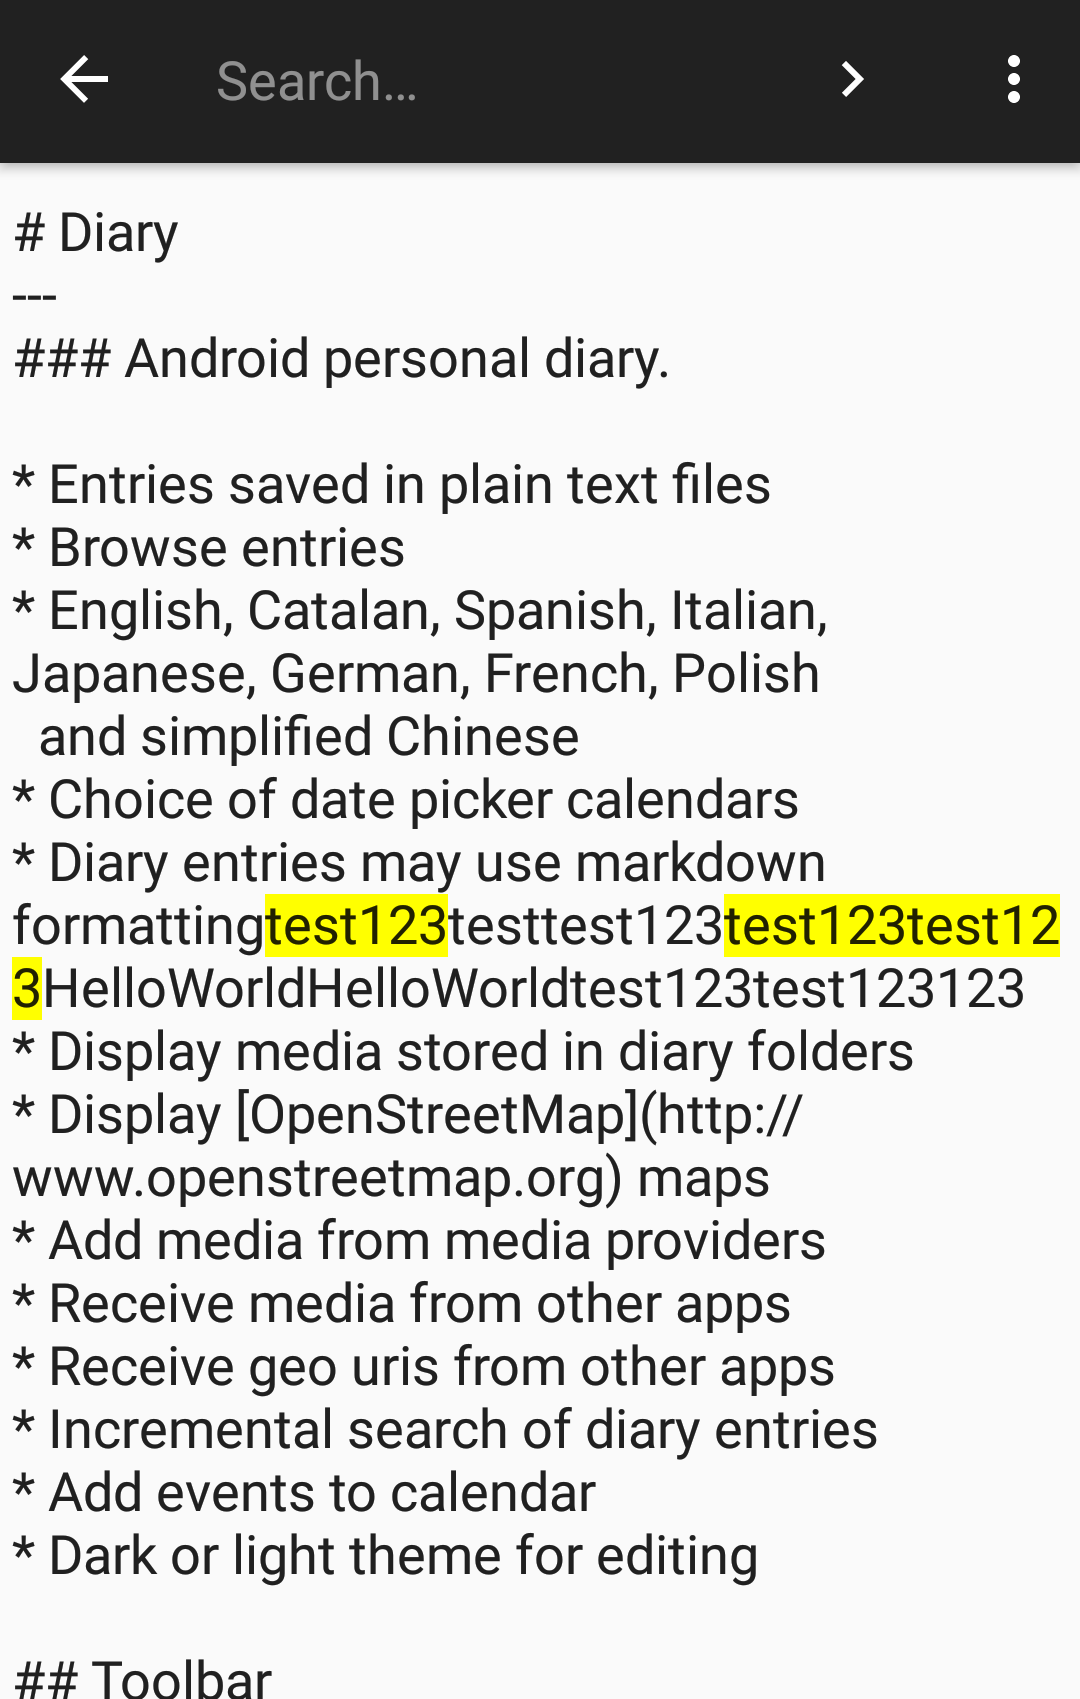 Search...
# Diary
---
### Android personal diary.
* Entries saved in plain text files
* Browse entries
* English, Catalan, Spanish, Italian,
Japanese, German, French, Polish
and simplified Chinese
* Choice of date picker calendars
* Diary entries may use markdown
formattingtest123testtest123test123test12
3HelloWorldHelloWorldtest123test123123
* Display media stored in diary folders
* Display [OpenStreetMap](http://
www.openstreetmap.org) maps
* Add media from media providers
* Receive media from other apps
* Receive geo uris from other apps
* Incremental search of diary entries
* Add events to calendar
* Dark or light theme for editing
## Toolbar